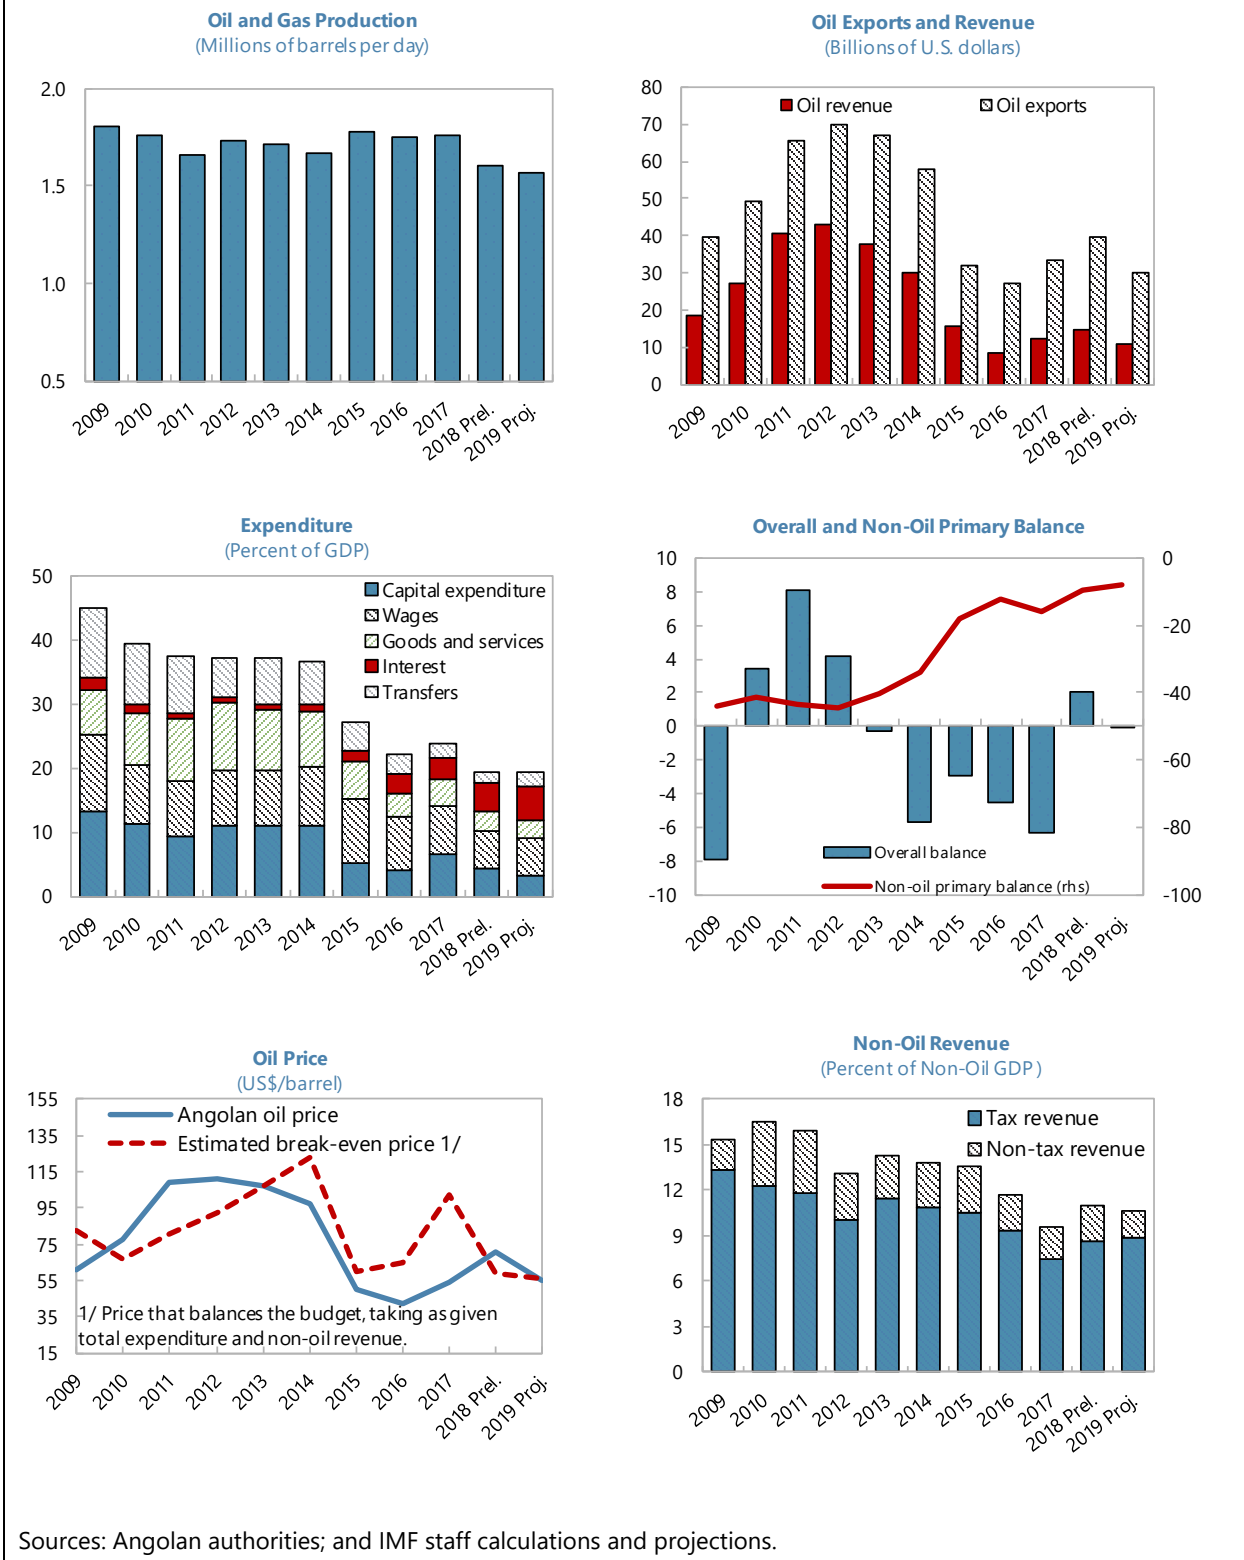 Oil and Gas Production
(Millions of barrels per day)
2.0
1.5
1.0
0.5
2009
2010
2011
2012
2013
2014
2015
2016
2017
2018 Prel.
2019 Proj.
Oil Exports and Revenue
(Billions of U.S. dollars)
Oil revenue
Oil exports
80
70
60
50
40
30
20
10
0
2009
2010
2011
2012
2013
2014
2015
2016
2017
2018 Prel.
2019 Proj.
Expenditure
(Percent of GDP)
Capital expenditure
Wages
Goods and services
Interest
Transfers
50
40
30
20
10
0
2009
2010
2011
2012
2013
2014
2015
2016
2017
2018 Prel.
2019 Proj.
Overall and Non-Oil Primary Balance
10
8
6
4
2
0
-2
-4
-6
-8
-10
0
-20
-40
-60
-80
-100
Overall balance
Non-oil primary balance (rhs)
2009
2010
2011
2012
2013
2014
2015
2016
2017
2018 Prel.
2019 Proj.
Oil Price
(US$/barrel)
155
135
115
95
75
55
35
15
Angolan oil price
Estimated break-even price 1/
1/ Price that balances the budget, taking as given
total expenditure and non-oil revenue.
2009
2010
2011
2012
2013
2014
2015
2016
2017
2018 Prel.
2019 Proj.
Non-Oil Revenue
(Percent of Non-Oil GDP)
18
15
12
9
6
3
0
Tax revenue
Non-tax revenue
2009
2010
2011
2012
2013
2014
2015
2016
2017
2018 Prel.
2019 Proj.
Sources: Angolan authorities; and IMF staff calculations and projections.